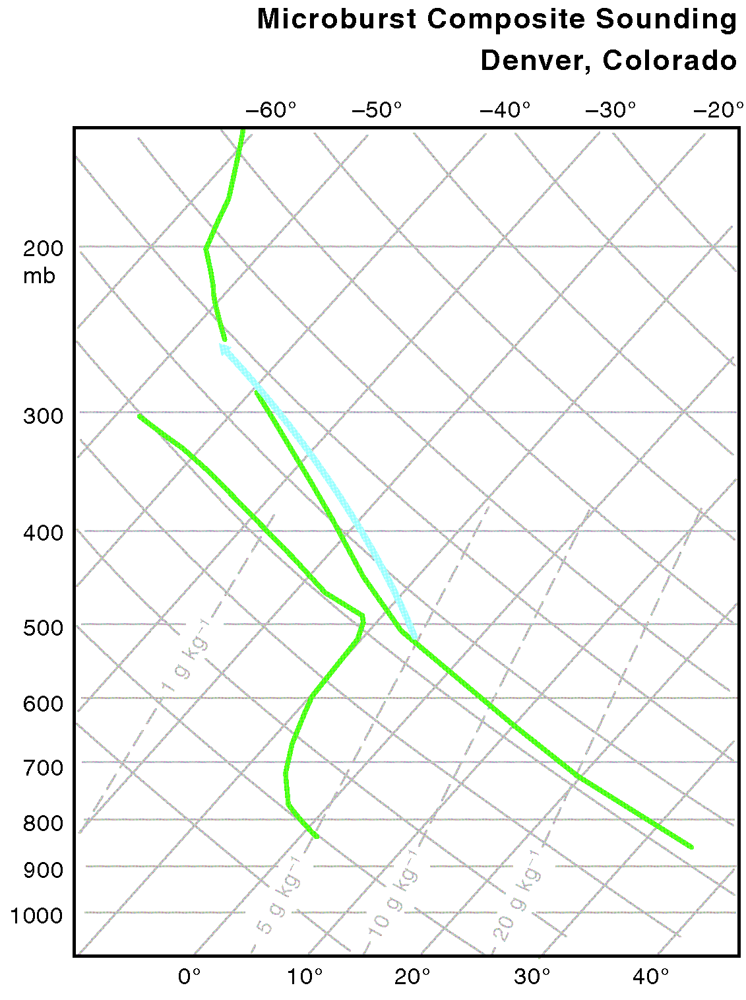 Microburst Composite Sounding
Denver, Colorado
–60° –50° –40° –30° –20°
200
mb
300
400
500
1 g kg⁻¹
600
700
800
900
5 g kg⁻¹ 10 g kg⁻¹ 20 g kg⁻¹
1000
0° 10° 20° 30° 40°